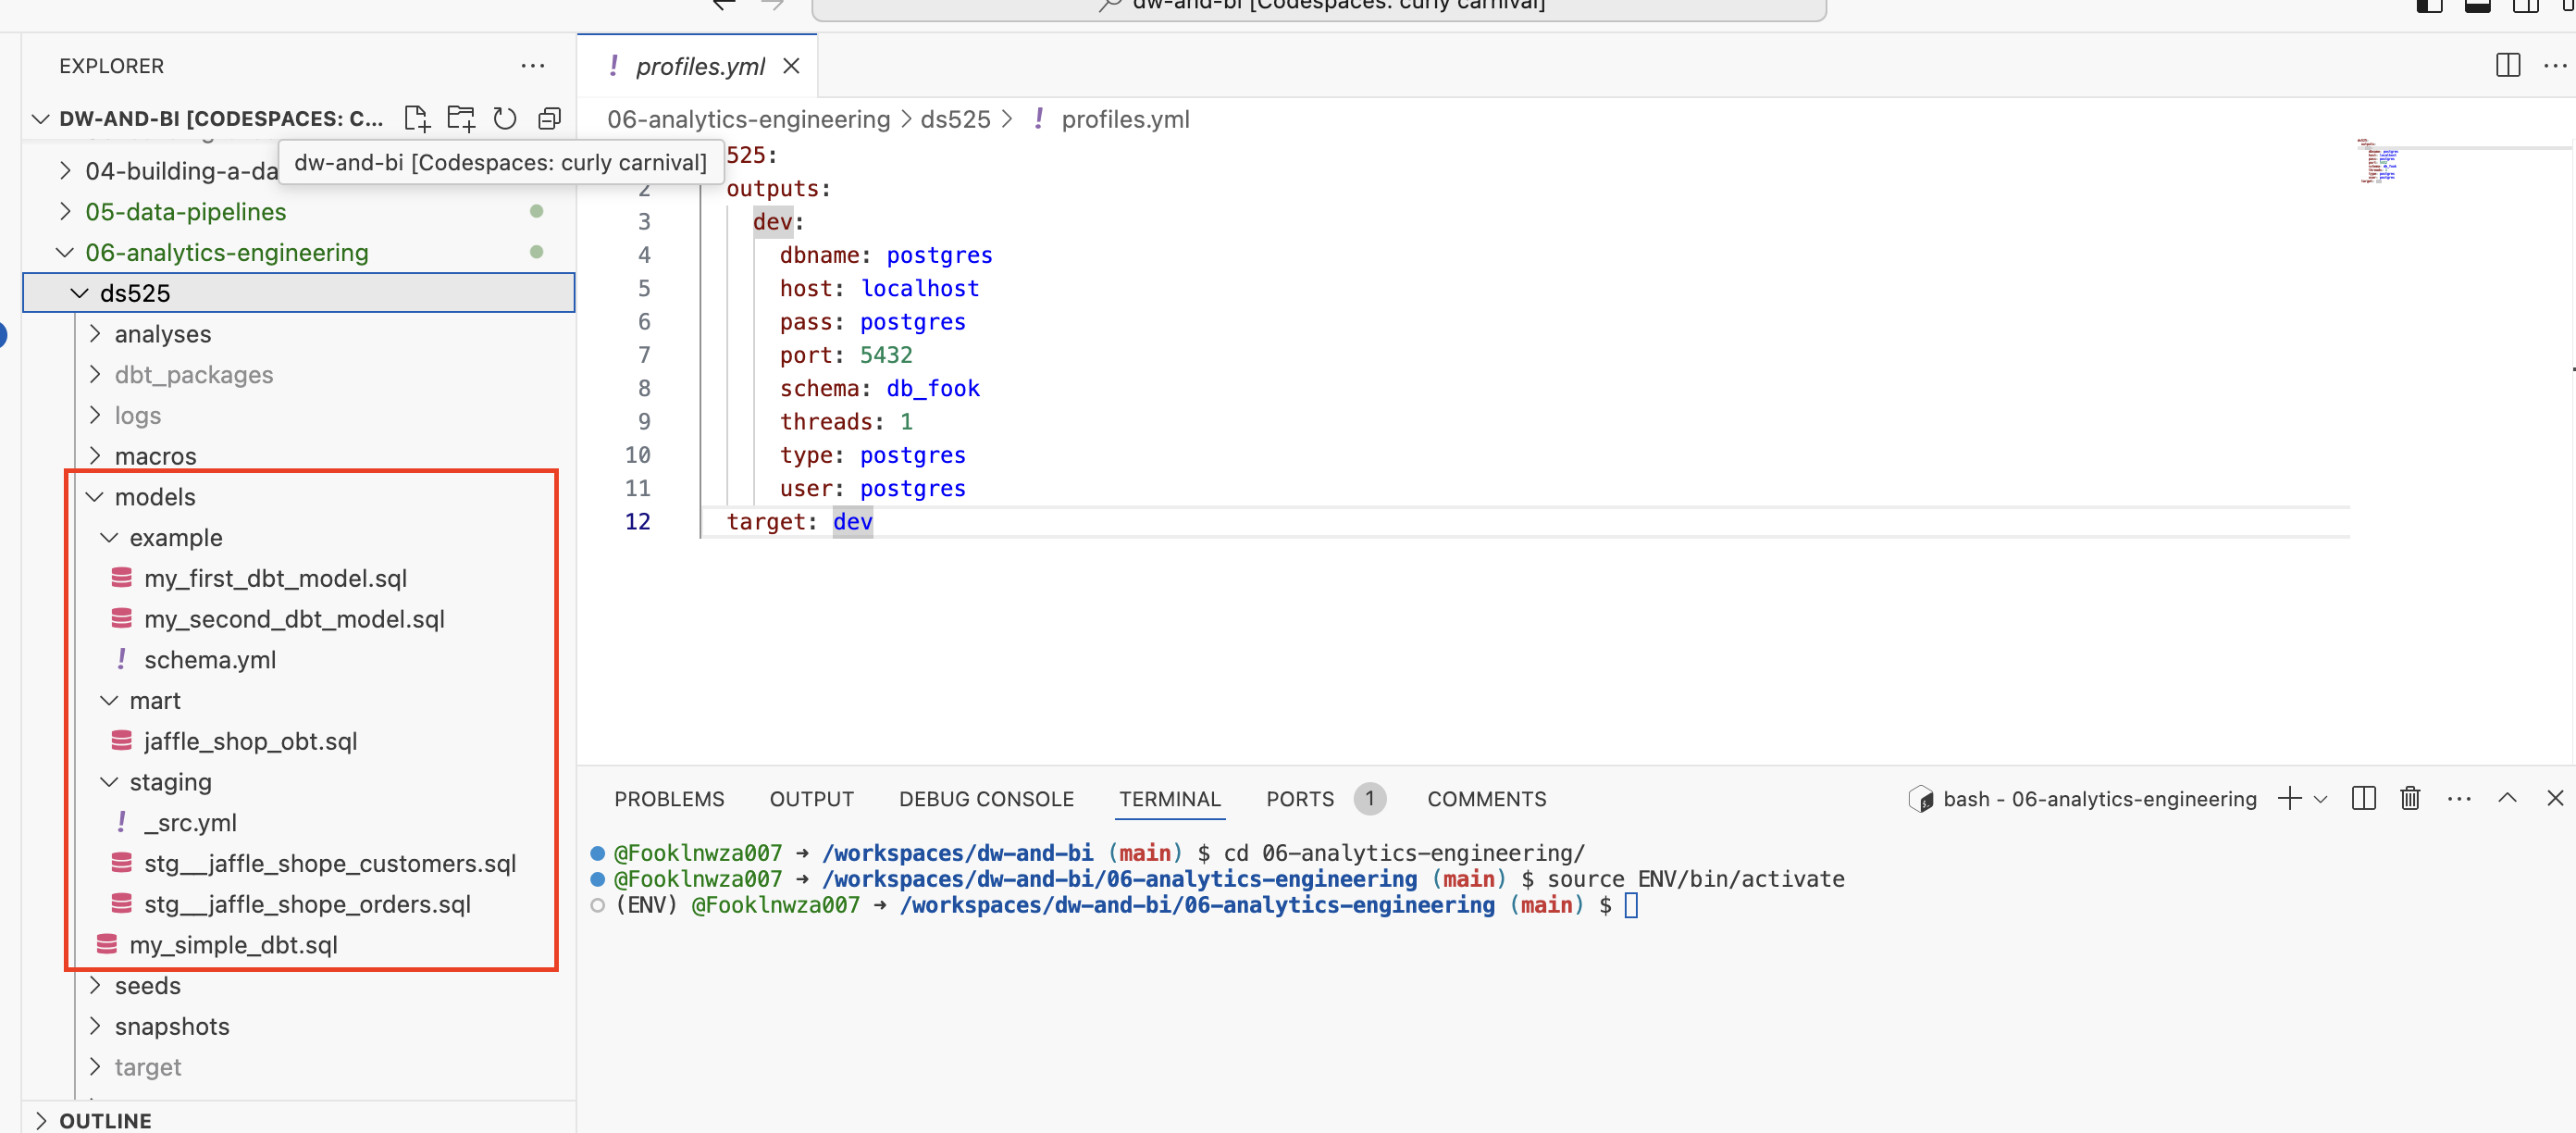 dw-and-bi [Codespaces: curly carnival]
EXPLORER
DW-AND-BI [CODESPACES: C...
dw-and-bi [Codespaces: curly carnival]
04-building-a-da
05-data-pipelines
06-analytics-engineering
ds525
analyses
dbt_packages
logs
macros
models
example
my_first_dbt_model.sql
my_second_dbt_model.sql
! schema.yml
mart
jaffle_shop_obt.sql
staging
! _src.yml
stg__jaffle_shope_customers.sql
stg__jaffle_shope_orders.sql
my_simple_dbt.sql
seeds
snapshots
target
OUTLINE
! profiles.yml
06-analytics-engineering > ds525 > ! profiles.yml
525:
2 outputs:
3 dev:
4 dbname: postgres
5 host: localhost
6 pass: postgres
7 port: 5432
8 schema: db_fook
9 threads: 1
10 type: postgres
11 user: postgres
12 target: dev
PROBLEMS OUTPUT DEBUG CONSOLE TERMINAL PORTS 1 COMMENTS
bash - 06-analytics-engineering
@Fooklnwza007 → /workspaces/dw-and-bi (main) $ cd 06-analytics-engineering/
@Fooklnwza007 → /workspaces/dw-and-bi/06-analytics-engineering (main) $ source ENV/bin/activate
(ENV) @Fooklnwza007 → /workspaces/dw-and-bi/06-analytics-engineering (main) $